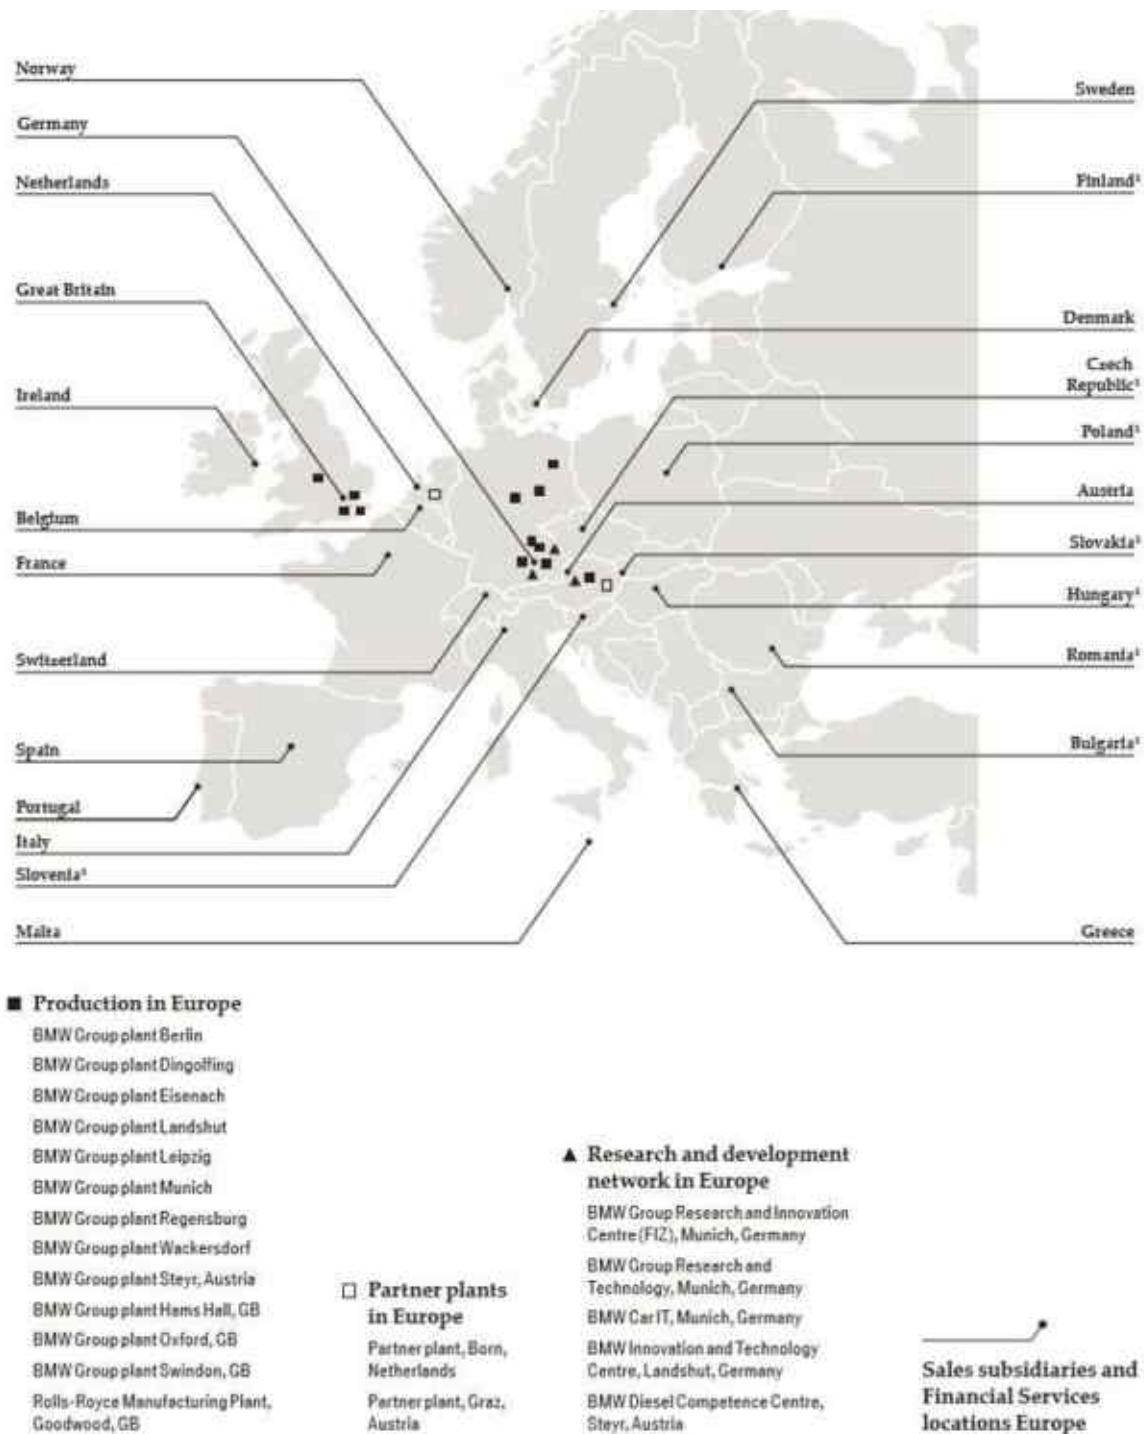 Norway
Germany
Netherlands
Great Britain
Ireland
Belgium
France
Switzerland
Spain
Portugal
Italy
Slovenia¹
Malta
Sweden
Finland¹
Denmark
Czech
Republic¹
Poland¹
Austria
Slovakia¹
Hungary¹
Romania¹
Bulgaria¹
Greece
■ Production in Europe
BMW Group plant Berlin
BMW Group plant Dingolfing
BMW Group plant Eisenach
BMW Group plant Landshut
BMW Group plant Leipzig
BMW Group plant Munich
BMW Group plant Regensburg
BMW Group plant Wackersdorf
BMW Group plant Steyr, Austria
BMW Group plant Hams Hall, GB
BMW Group plant Oxford, GB
BMW Group plant Swindon, GB
Rolls-Royce Manufacturing Plant,
Goodwood, GB
□ Partner plants
in Europe
Partner plant, Born,
Netherlands
Partner plant, Graz,
Austria
▲ Research and development
network in Europe
BMW Group Research and Innovation
Centre (FIZ), Munich, Germany
BMW Group Research and
Technology, Munich, Germany
BMW Car IT, Munich, Germany
BMW Innovation and Technology
Centre, Landshut, Germany
BMW Diesel Competence Centre,
Steyr, Austria
Sales subsidiaries and
Financial Services
locations Europe